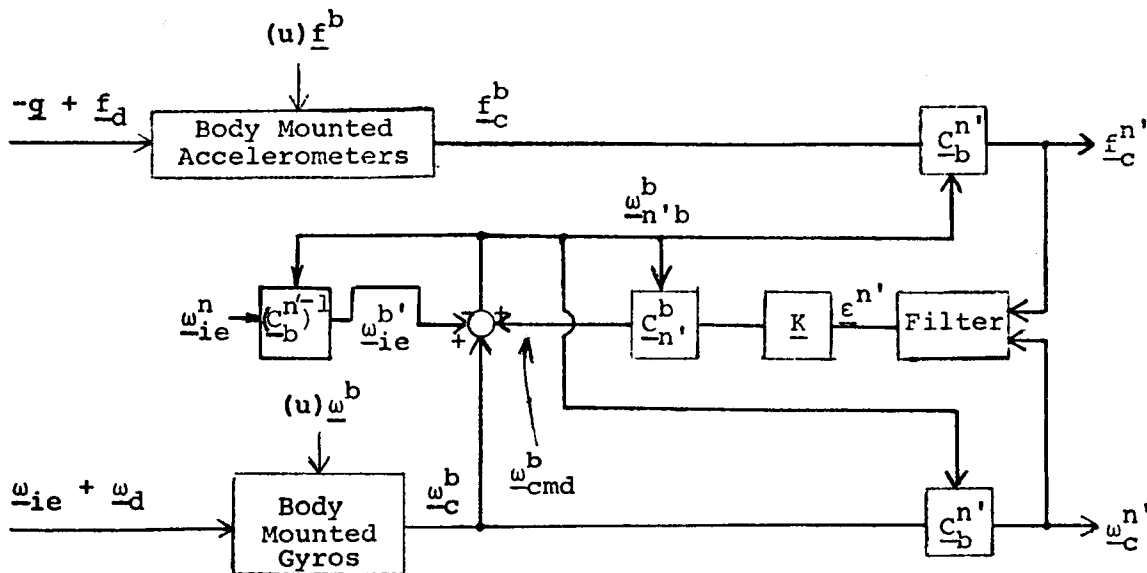 (u)f^b
-g + f_d
Body Mounted
Accelerometers
f_c^b
C_b^n'
f_c^n'
ω_n'b^b
ω_ie^n
(C_b^n')^-1
ω_ie^b'
-
+
+
C_n'^b
K
ε^n'
Filter
(u)ω^b
ω_cmd^b
ω_ie + ω_d
Body
Mounted
Gyros
ω_c^b
C_b^n'
ω_c^n'